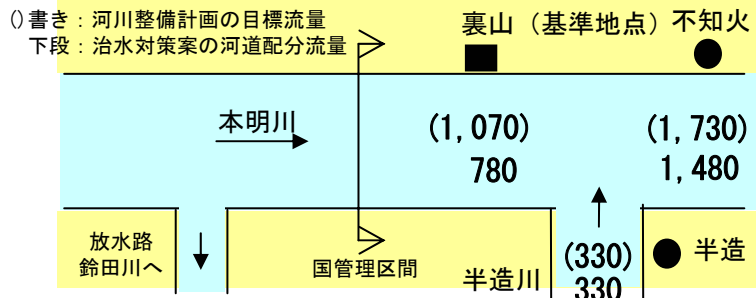 ()書き：河川整備計画の目標流量
下段：治水対策案の河道配分流量
裏山（基準地点）
不知火
本明川
(1,070)
780
(1,730)
1,480
放水路
鈴田川へ
国管理区間
半造川
(330)
330
半造